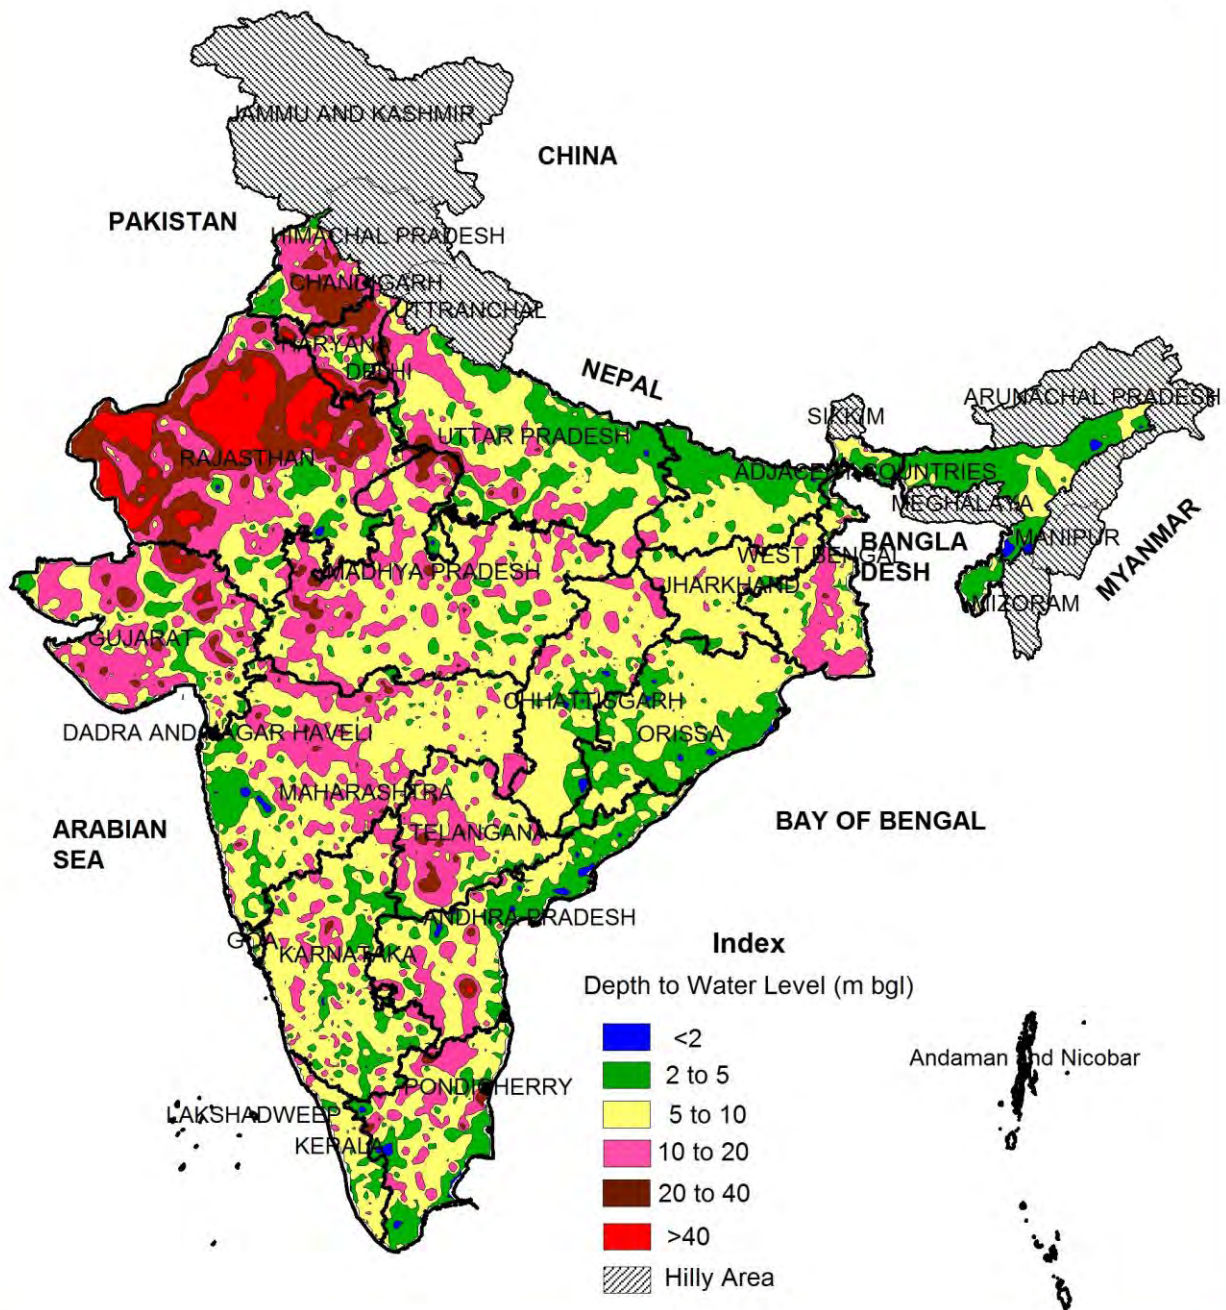 JAMMU AND KASHMIR
CHINA
PAKISTAN
HIMACHAL PRADESH
CHANDIGARH
UTTRANCHAL
HARYANA
DELHI
NEPAL
ARUNACHAL PRADESH
SIKKIM
UTTAR PRADESH
RAJASTHAN
ADJACENT COUNTRIES
MEGHALAYA
BANGLA
DESH
MANIPUR
MYANMAR
WEST BENGAL
MADHYA PRADESH
JHARKHAND
MIZORAM
GUJARAT
CHHATTISGARH
DADRA AND NAGAR HAVELI
ORISSA
MAHARASHTRA
ARABIAN
SEA
TELANGANA
BAY OF BENGAL
ANDHRA PRADESH
GOA
KARNATAKA
Index
Depth to Water Level (m bgl)
<2
2 to 5
5 to 10
10 to 20
20 to 40
>40
Hilly Area
Andaman and Nicobar
PONDICHERRY
LAKSHADWEEP
KERALA